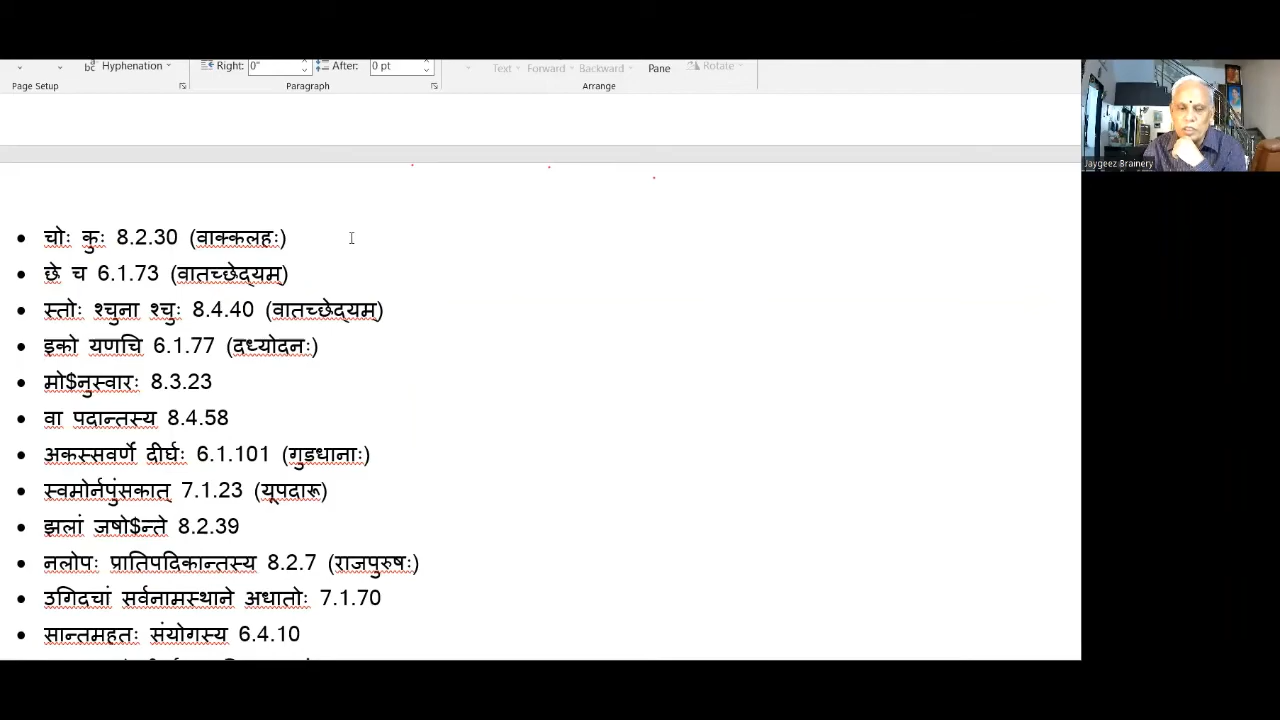 Hyphenation
Right: 0"
After: 0 pt
Text
Forward
Backward
Pane
Rotate
Page Setup
Paragraph
Arrange
Jaygeez Brainery
• चोः कुः 8.2.30 (वाक्कलहः)
• छे च 6.1.73 (वातच्छेद्यम्)
• स्तोः श्चुना श्चुः 8.4.40 (वातच्छेद्यम्)
• इको यणचि 6.1.77 (दध्योदनः)
• मो$नुस्वारः 8.3.23
• वा पदान्तस्य 8.4.58
• अकस्सवर्णे दीर्घः 6.1.101 (गुडधानाः)
• स्वमोर्नपुंसकात् 7.1.23 (यूपदारू)
• झलां जषो$न्ते 8.2.39
• नलोपः प्रातिपदिकान्तस्य 8.2.7 (राजपुरुषः)
• उगिदचां सर्वनामस्थाने अधातोः 7.1.70
• सान्तमहतः संयोगस्य 6.4.10